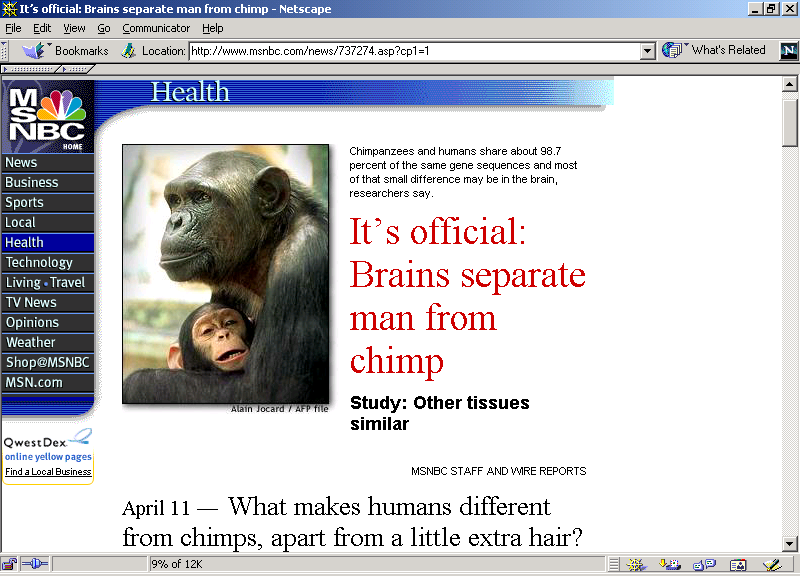 It's official: Brains separate man from chimp - Netscape
File Edit View Go Communicator Help
Bookmarks Location: http://www.msnbc.com/news/737274.asp?cp1=1 What's Related
N
MSNBC
HOME
Health
News
Business
Sports
Local
Health
Technology
Living • Travel
TV News
Opinions
Weather
Shop@MSNBC
MSN.com
QwestDex
online yellow pages
Find a Local Business
Alain Jocard / AFP file
Chimpanzees and humans share about 98.7
percent of the same gene sequences and most
of that small difference may be in the brain,
researchers say.
It’s official:
Brains separate
man from
chimp
Study: Other tissues
similar
MSNBC STAFF AND WIRE REPORTS
April 11 — What makes humans different
from chimps, apart from a little extra hair?
9% of 12K